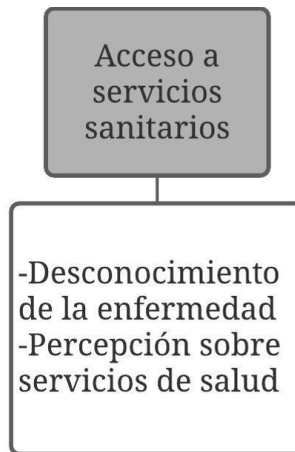 Acceso a
servicios
sanitarios
-Desconocimiento
de la enfermedad
-Percepción sobre
servicios de salud